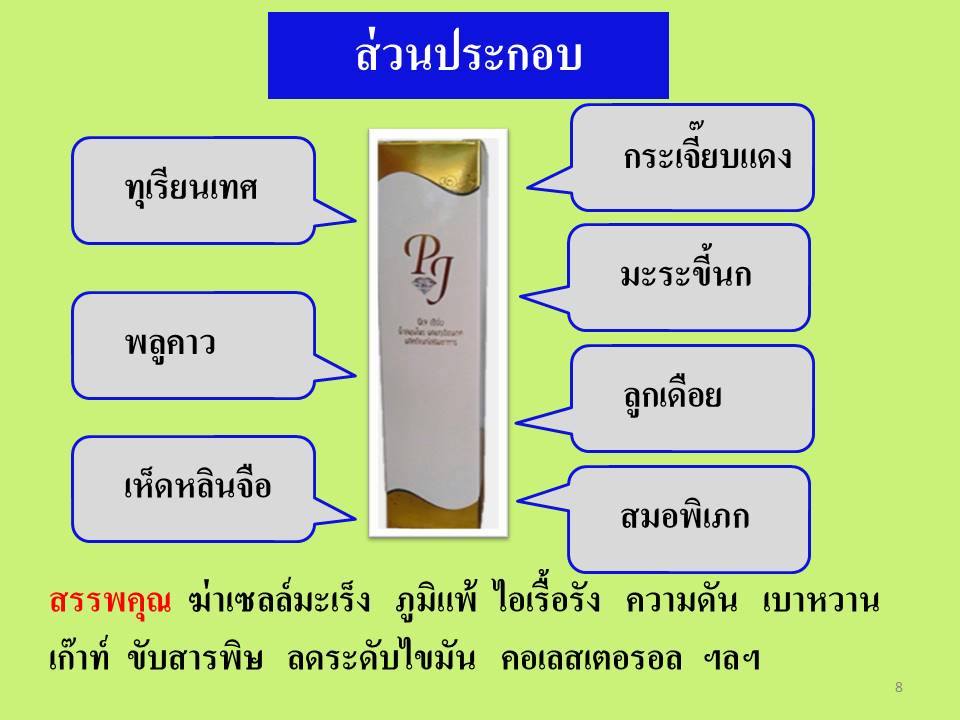 ส่วนประกอบ
ทุเรียนเทศ
กระเจี๊ยบแดง
มะระขี้นก
พลูคาว
ลูกเดือย
เห็ดหลินจือ
สมอพิเภก
PJ
สรรพคุณ ฆ่าเซลล์มะเร็ง ภูมิแพ้ ไอเรื้อรัง ความดัน เบาหวาน
เก๊าท์ ขับสารพิษ ลดระดับไขมัน คอเลสเตอรอล ฯลฯ
8